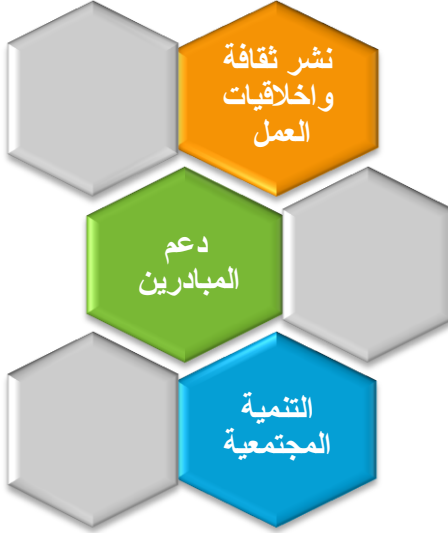 نشر ثقافة
واخلاقيات
العمل
دعم
المبادرين
التنمية
المجتمعية